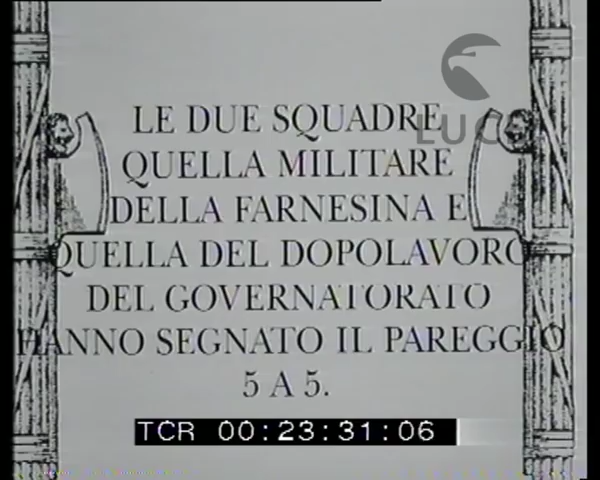 LUCE
LE DUE SQUADRE
QUELLA MILITARE
DELLA FARNESINA E
QUELLA DEL DOPOLAVORO
DEL GOVERNATORATO
HANNO SEGNATO IL PAREGGIO
5 A 5.
TCR 00:23:31:06